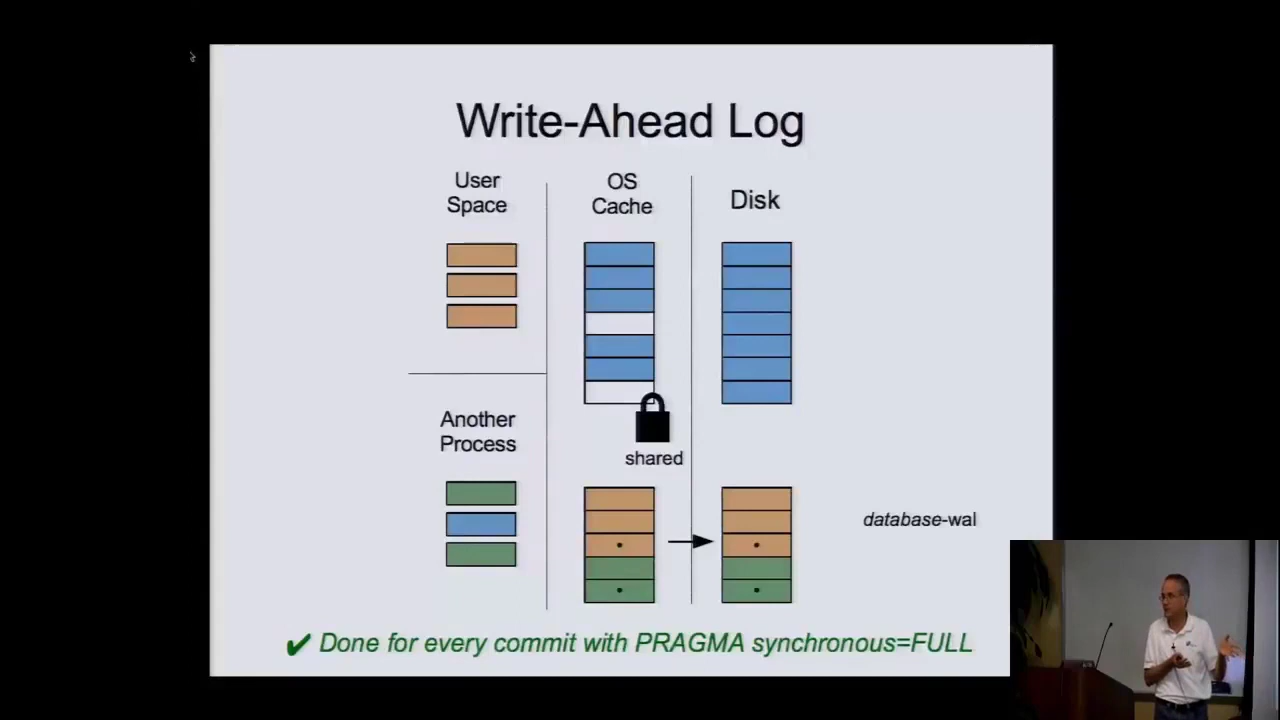 Write-Ahead Log
User
Space
OS
Cache
Disk
Another
Process
shared
database-wal
✔ Done for every commit with PRAGMA synchronous=FULL